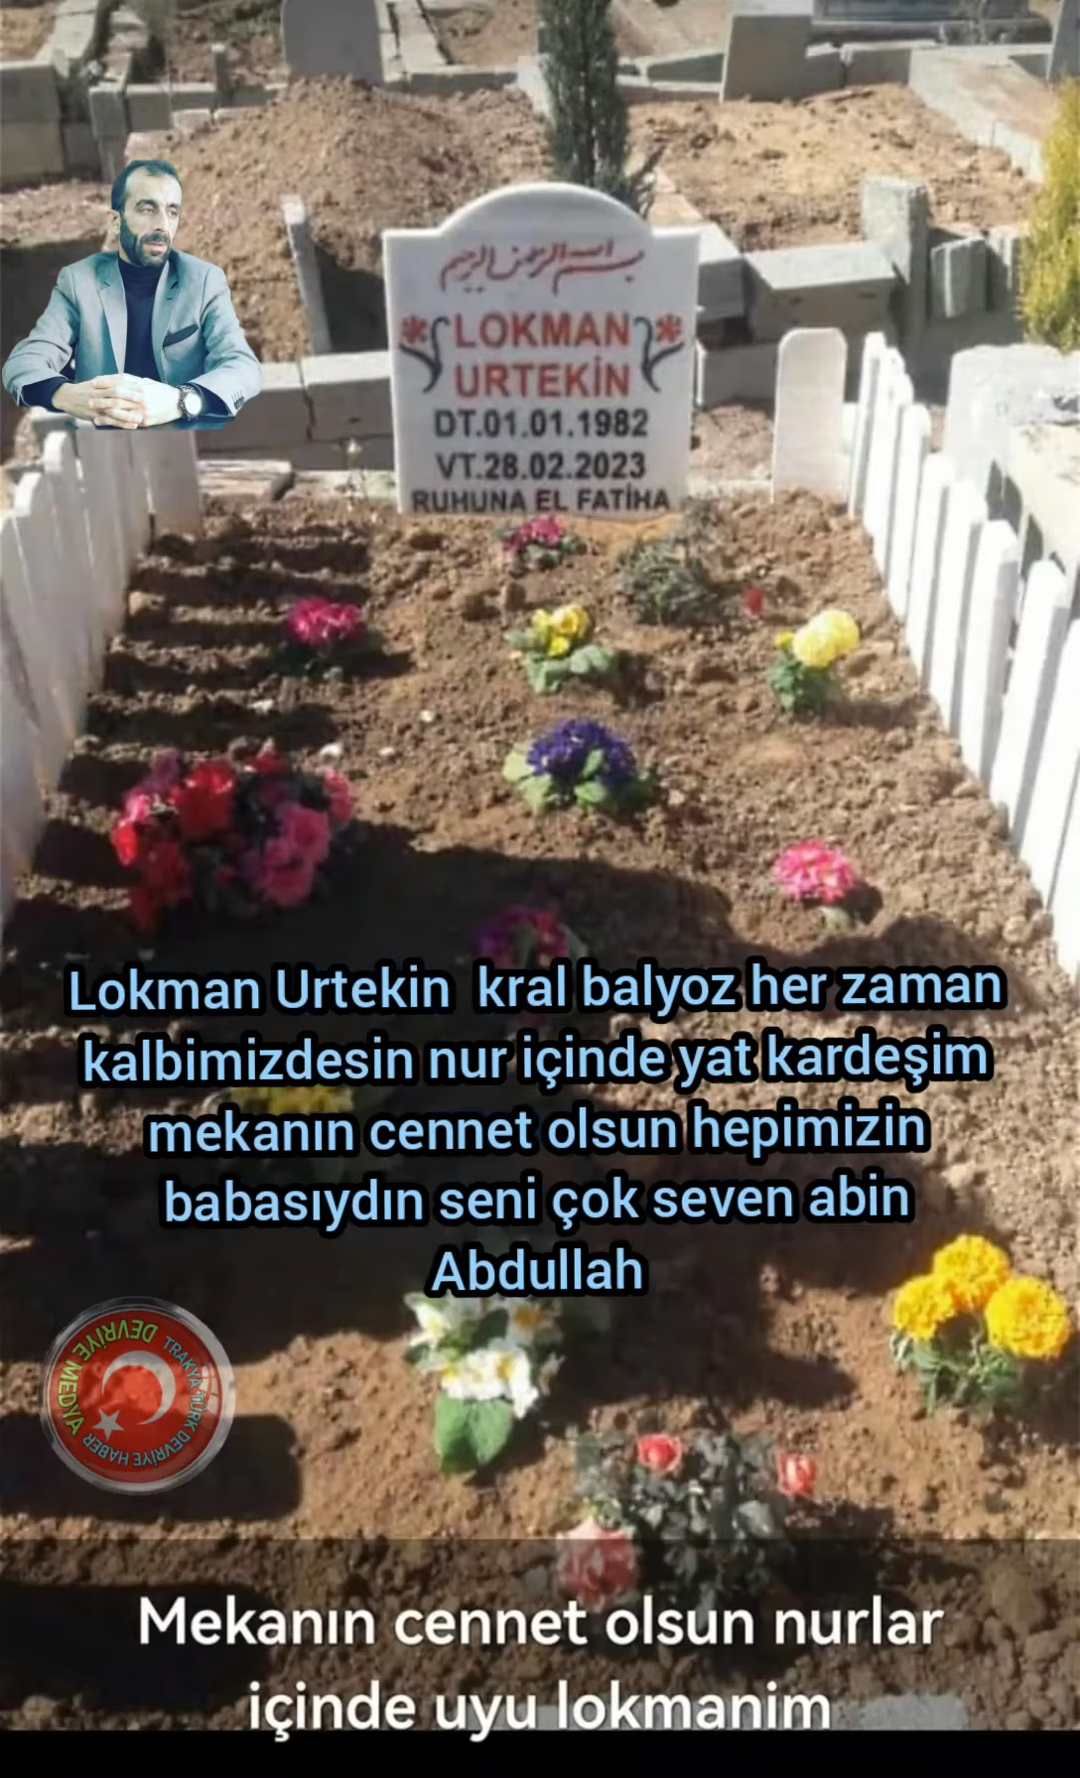 بسم الله الرحمن الرحيم
LOKMAN
URTEKİN
DT.01.01.1982
VT.28.02.2023
RUHUNA EL FATİHA
Lokman Urtekin kral balyoz her zaman
kalbimizdesin nur içinde yat kardeşim
mekanın cennet olsun hepimizin
babasıydın seni çok seven abin
Abdullah
DEVRİYE MEDYA
TRAKYA TÜRK DEVRİYE HABER
Mekanın cennet olsun nurlar
içinde uyu lokmanim